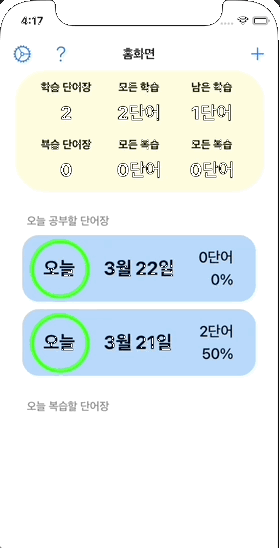 4:17
? 홈화면 +
학습 단어장 모든 학습 남은 학습
2 2단어 1단어
복습 단어장 모든 복습 모든 복습
0 0단어 0단어
오늘 공부할 단어장
오늘 3월 22일 0단어
0%
오늘 3월 21일 2단어
50%
오늘 복습할 단어장